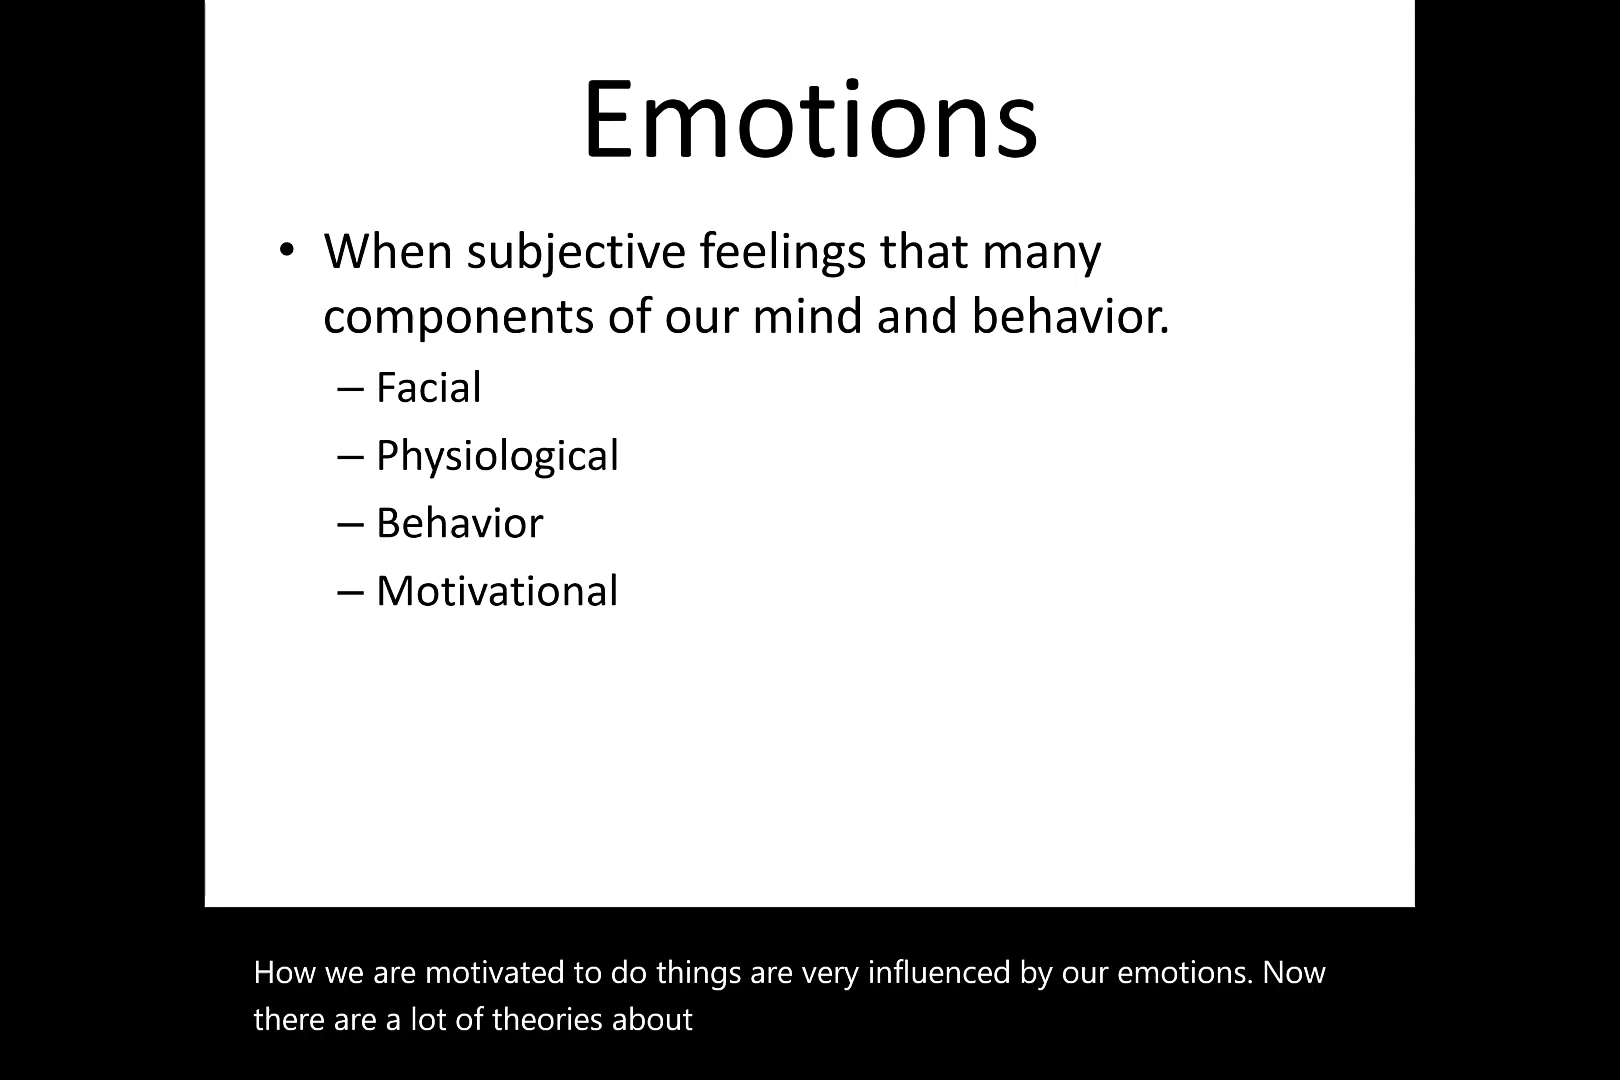 Emotions
• When subjective feelings that many
components of our mind and behavior.
– Facial
– Physiological
– Behavior
– Motivational
How we are motivated to do things are very influenced by our emotions. Now
there are a lot of theories about